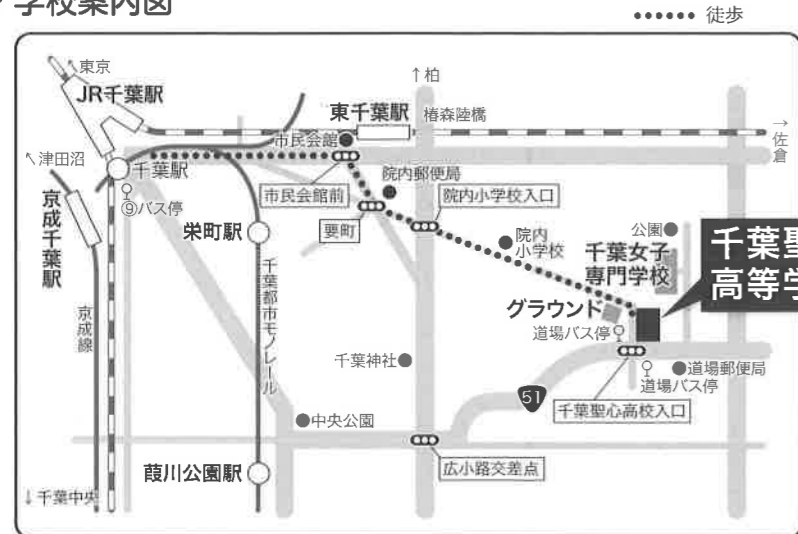 学校案内図
徒歩
↖東京
JR千葉駅
↑柏
東千葉駅
椿森陸橋
→佐倉
市民会館
↖津田沼
千葉駅
⑨バス停
市民会館前
院内郵便局
院内小学校入口
京成千葉駅
栄町駅
要町
院内
小学校
公園
千葉女子
専門学校
千葉聖
高等学
グラウンド
道場バス停
京成線
千葉都市モノレール
千葉神社
道場郵便局
道場バス停
51
千葉聖心高校入口
中央公園
広小路交差点
葭川公園駅
↓千葉中央